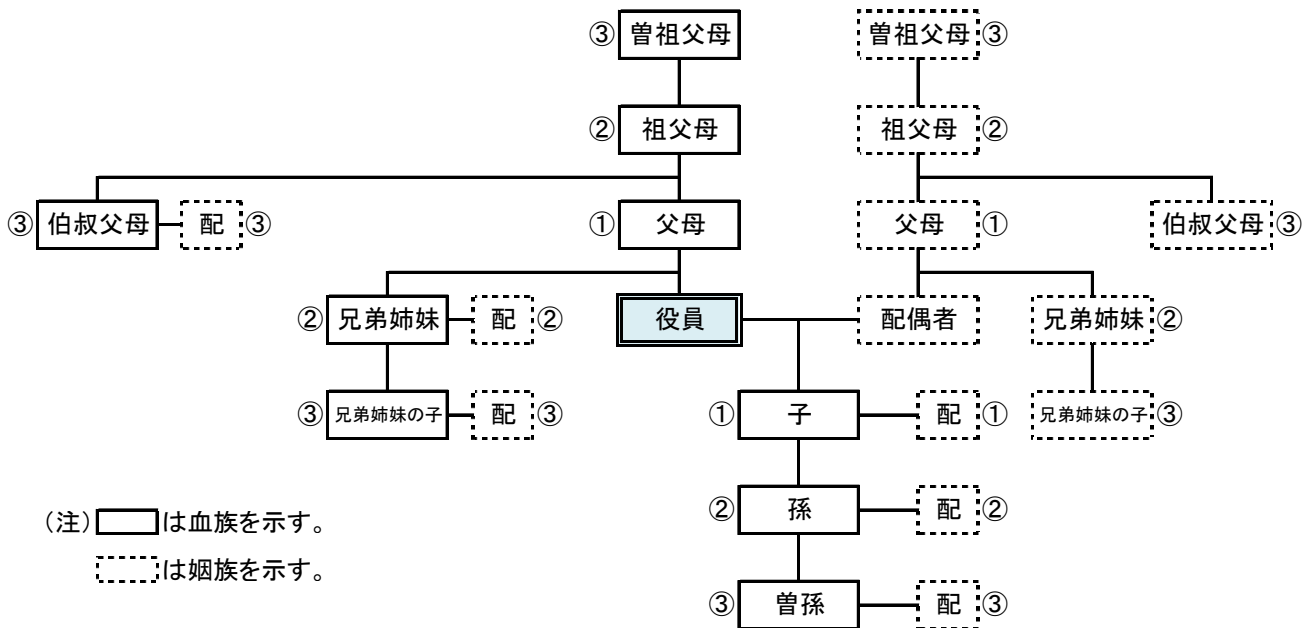 ③ 曽祖父母 曽祖父母 ③
② 祖父母 祖父母 ②
③ 伯叔父母 配 ③ ① 父母 父母 ① 伯叔父母 ③
② 兄弟姉妹 配 ② 役員 配偶者 兄弟姉妹 ②
③ 兄弟姉妹の子 配 ③ ① 子 配 ① 兄弟姉妹の子 ③
② 孫 配 ②
(注) は血族を示す。
は姻族を示す。
③ 曽孫 配 ③